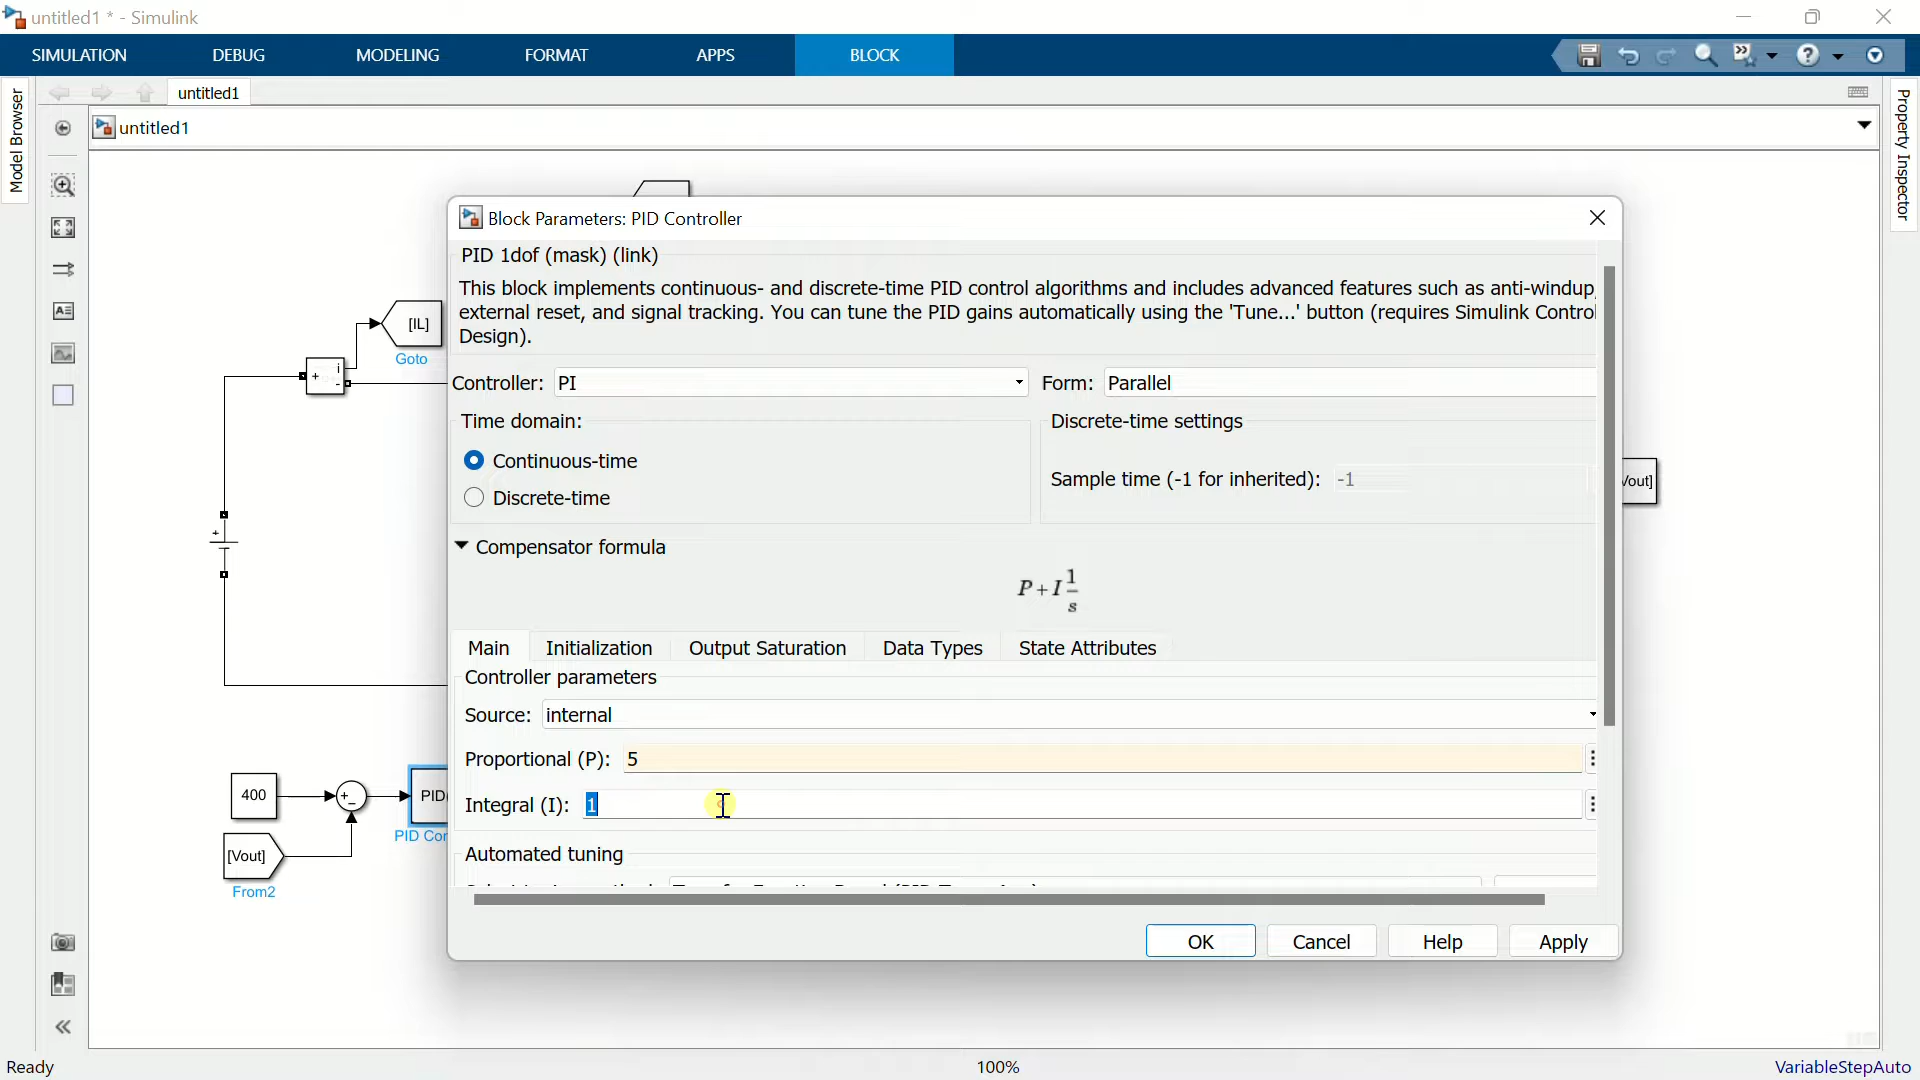 untitled1 * - Simulink
SIMULATION DEBUG MODELING FORMAT APPS BLOCK
untitled1
untitled1
Model Browser
Property Inspector
Block Parameters: PID Controller
PID 1dof (mask) (link)
This block implements continuous- and discrete-time PID control algorithms and includes advanced features such as anti-windup,
external reset, and signal tracking. You can tune the PID gains automatically using the 'Tune...' button (requires Simulink Control
Design).
Controller: PI Form: Parallel
Time domain: Discrete-time settings
Continuous-time
Sample time (-1 for inherited): -1
Discrete-time
Compensator formula
P + I 1/s
Main Initialization Output Saturation Data Types State Attributes
Controller parameters
Source: internal
Proportional (P): 5
Integral (I): 1
Automated tuning
OK Cancel Help Apply
[IL]
Goto
+ i
-
+
Vout]
400
+
-
PID(
PID Con
[Vout]
From2
Ready 100% VariableStepAuto